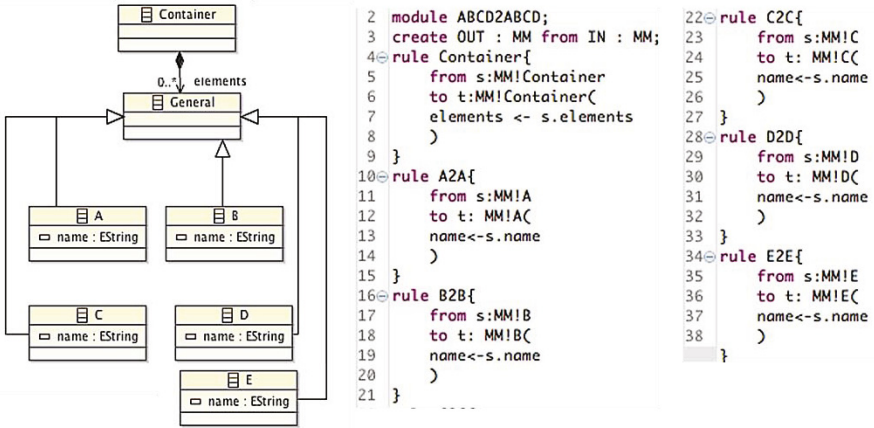 Container
0..*
elements
General
A
name : EString
B
name : EString
C
name : EString
D
name : EString
E
name : EString
2 module ABCD2ABCD;
3 create OUT : MM from IN : MM;
4 rule Container{
5 from s:MM!Container
6 to t:MM!Container(
7 elements <- s.elements
8 )
9 }
10 rule A2A{
11 from s:MM!A
12 to t: MM!A(
13 name<-s.name
14 )
15 }
16 rule B2B{
17 from s:MM!B
18 to t: MM!B(
19 name<-s.name
20 )
21 }
22 rule C2C{
23 from s:MM!C
24 to t: MM!C(
25 name<-s.name
26 )
27 }
28 rule D2D{
29 from s:MM!D
30 to t: MM!D(
31 name<-s.name
32 )
33 }
34 rule E2E{
35 from s:MM!E
36 to t: MM!E(
37 name<-s.name
38 )
}